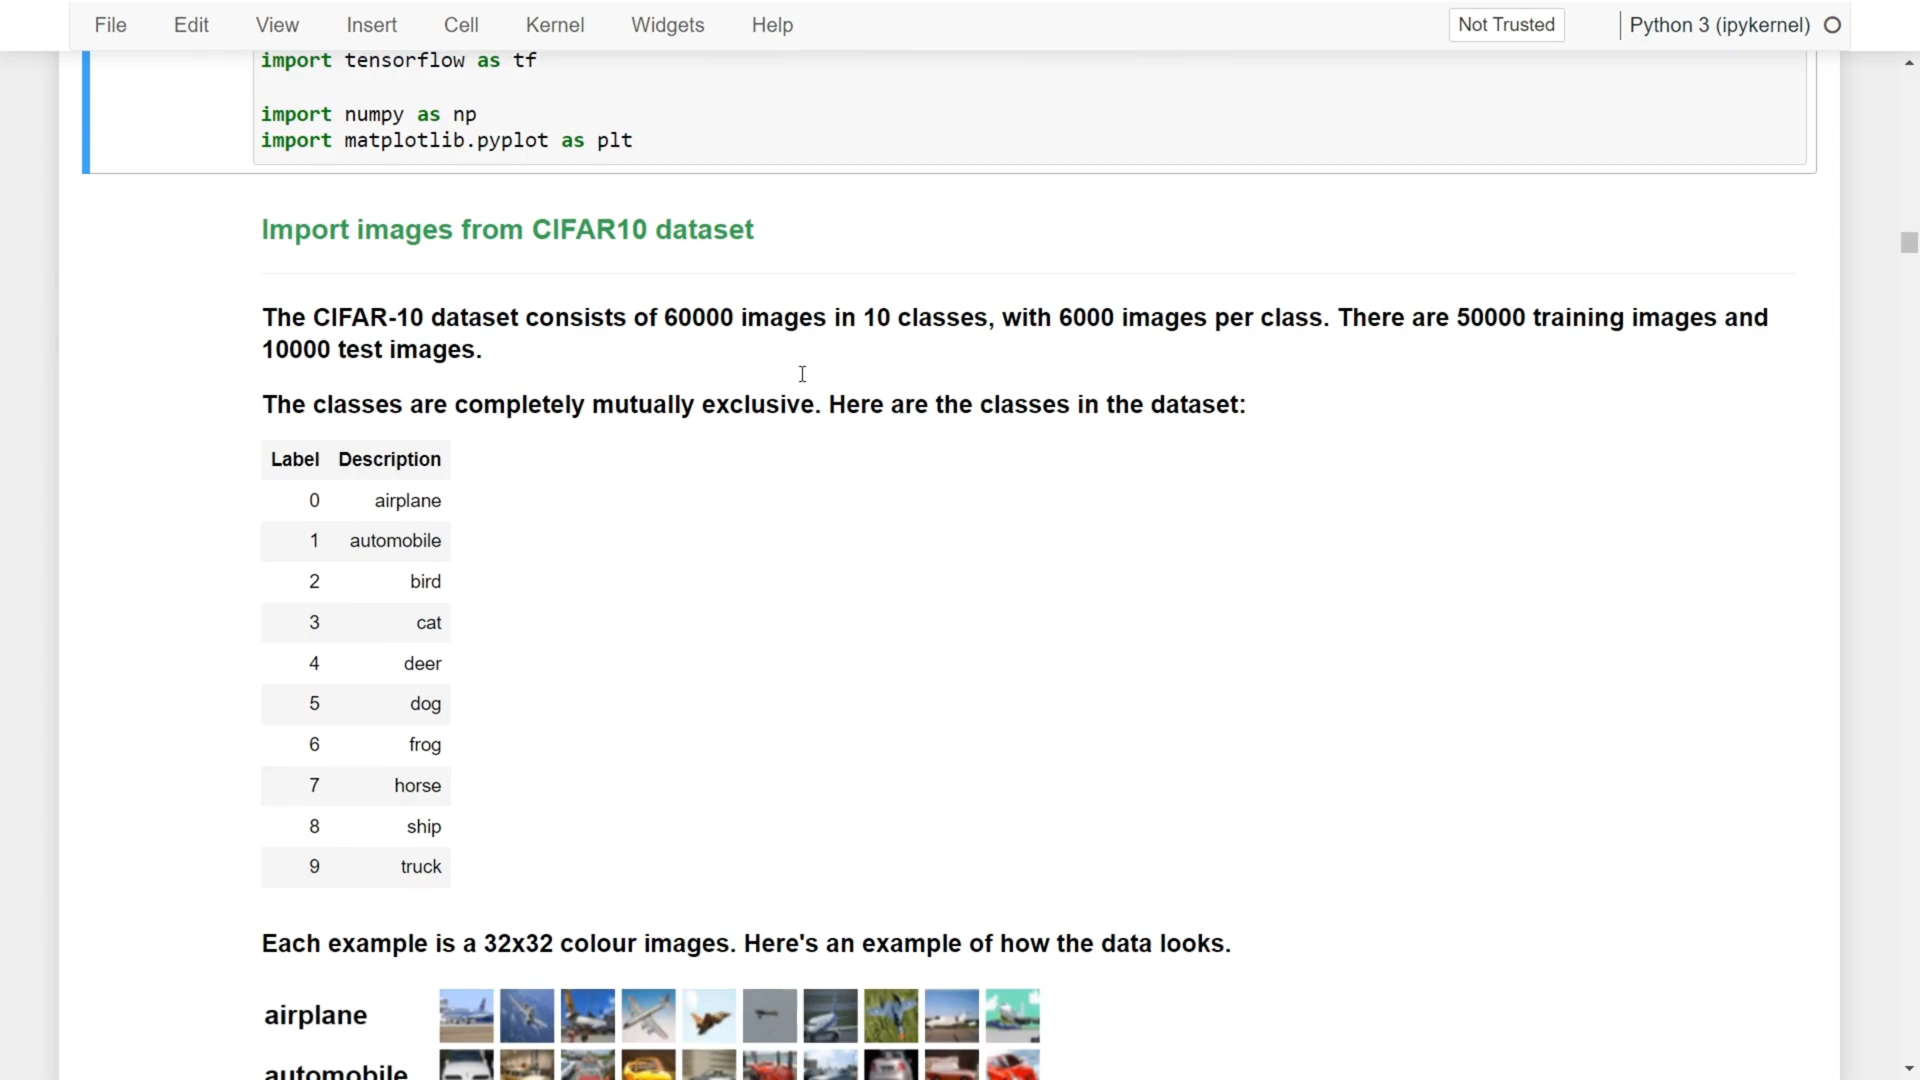 File Edit View Insert Cell Kernel Widgets Help Not Trusted Python 3 (ipykernel)
import tensorflow as tf
import numpy as np
import matplotlib.pyplot as plt
Import images from CIFAR10 dataset
The CIFAR-10 dataset consists of 60000 images in 10 classes, with 6000 images per class. There are 50000 training images and
10000 test images.
The classes are completely mutually exclusive. Here are the classes in the dataset:
Label Description
0 airplane
1 automobile
2 bird
3 cat
4 deer
5 dog
6 frog
7 horse
8 ship
9 truck
Each example is a 32x32 colour images. Here's an example of how the data looks.
airplane
automobile